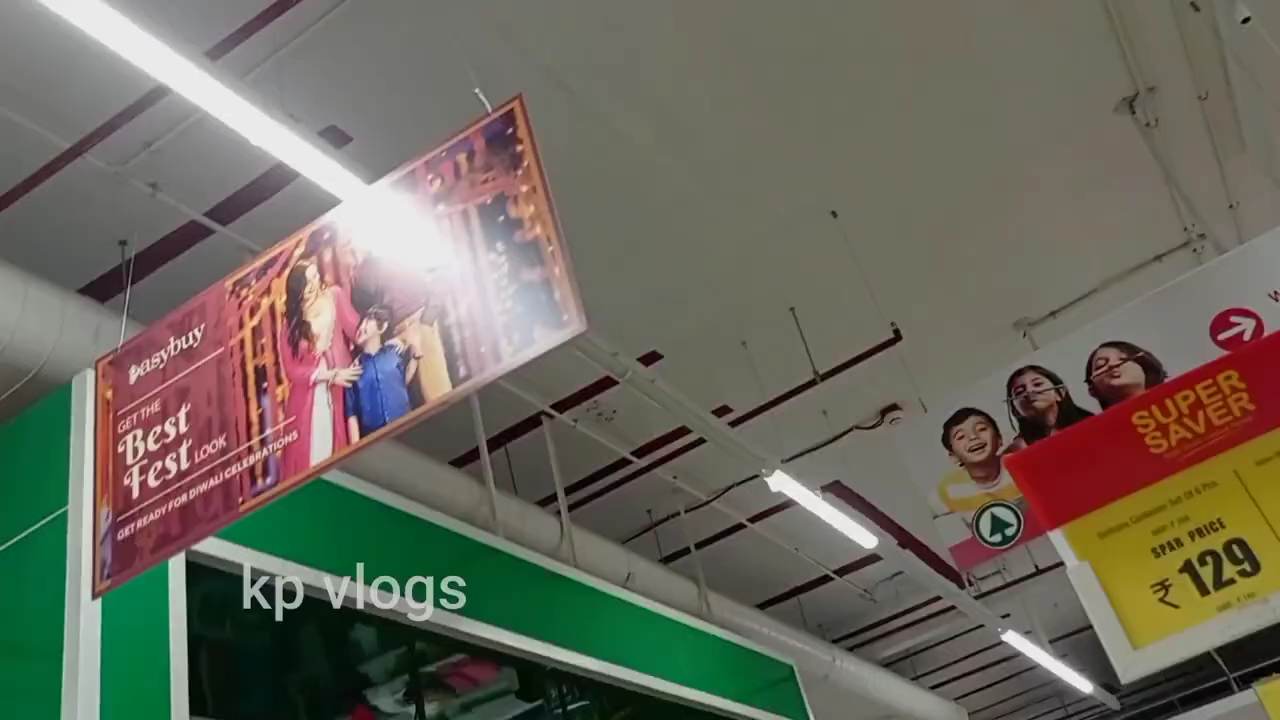 easybuy
GET THE
Best
Fest LOOK
GET READY FOR DIWALI CELEBRATIONS
kp vlogs
SUPER
SAVER
SPAR PRICE
₹ 129